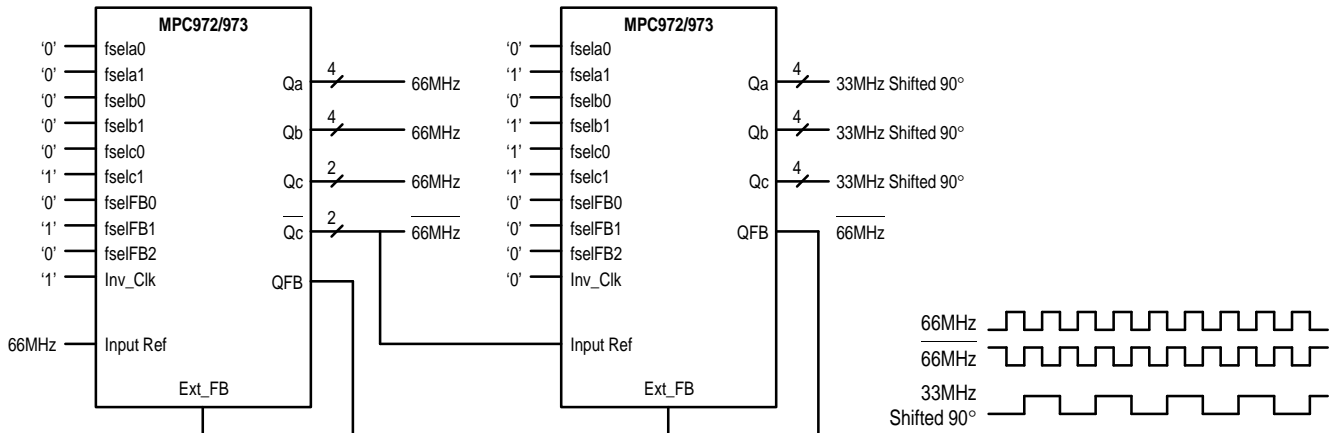 MPC972/973
‘0’ fsela0
‘0’ fsela1
‘0’ fselb0
‘0’ fselb1
‘0’ fselc0
‘1’ fselc1
‘0’ fselFB0
‘1’ fselFB1
‘0’ fselFB2
‘1’ Inv_Clk
66MHz Input Ref
Ext_FB
Qa 4 66MHz
Qb 4 66MHz
Qc 2 66MHz
Qc 2 66MHz
QFB
MPC972/973
‘0’ fsela0
‘1’ fsela1
‘0’ fselb0
‘1’ fselb1
‘1’ fselc0
‘1’ fselc1
‘0’ fselFB0
‘0’ fselFB1
‘0’ fselFB2
‘0’ Inv_Clk
Input Ref
Ext_FB
Qa 4 33MHz Shifted 90°
Qb 4 33MHz Shifted 90°
Qc 4 33MHz Shifted 90°
QFB 66MHz
66MHz
66MHz
33MHz
Shifted 90°